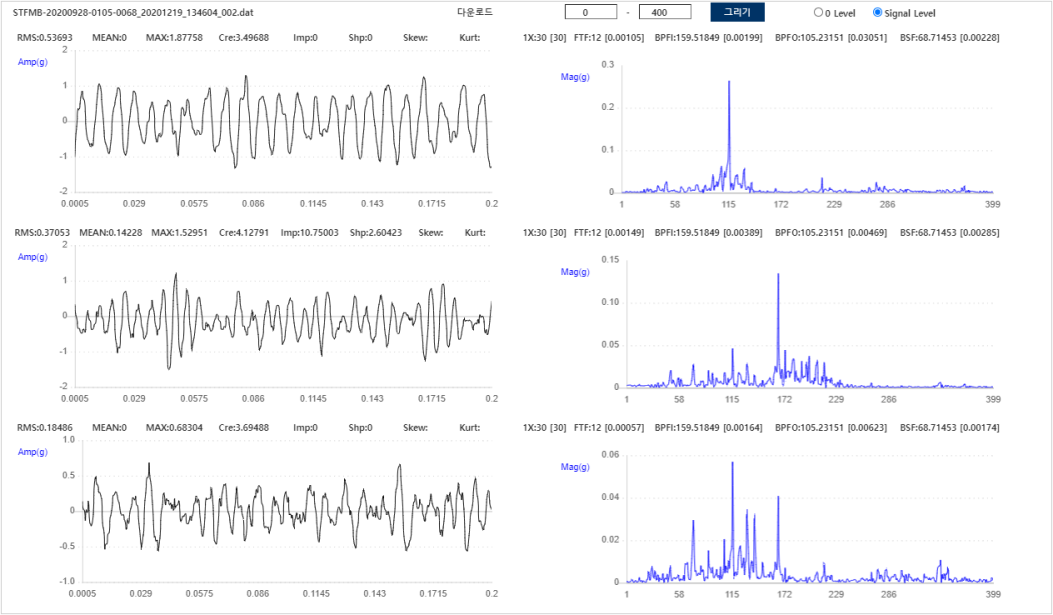 STFMB-20200928-0105-0068_20201219_134604_002.dat 다운로드 0 - 400 그리기 0 Level Signal Level
RMS:0.53693 MEAN:0 MAX:1.87758 Cre:3.49688 Imp:0 Shp:0 Skew: Kurt:
Amp(g)
2
1
0
-1
-2
0.0005 0.029 0.0575 0.086 0.1145 0.143 0.1715 0.2
1X:30 [30] FTF:12 [0.00105] BPFI:159.51849 [0.00199] BPFO:105.23151 [0.03051] BSF:68.71453 [0.00228]
Mag(g)
0.3
0.2
0.1
0
1 58 115 172 229 286 399
RMS:0.37053 MEAN:0.14228 MAX:1.52951 Cre:4.12791 Imp:10.75003 Shp:2.60423 Skew: Kurt:
Amp(g)
2
1
0
-1
-2
0.0005 0.029 0.0575 0.086 0.1145 0.143 0.1715 0.2
1X:30 [30] FTF:12 [0.00149] BPFI:159.51849 [0.00389] BPFO:105.23151 [0.00469] BSF:68.71453 [0.00285]
Mag(g)
0.15
0.10
0.05
0
1 58 115 172 229 286 399
RMS:0.18486 MEAN:0 MAX:0.68304 Cre:3.69488 Imp:0 Shp:0 Skew: Kurt:
Amp(g)
1.0
0.5
0
-0.5
-1.0
0.0005 0.029 0.0575 0.086 0.1145 0.143 0.1715 0.2
1X:30 [30] FTF:12 [0.00057] BPFI:159.51849 [0.00164] BPFO:105.23151 [0.00623] BSF:68.71453 [0.00174]
Mag(g)
0.06
0.04
0.02
0
1 58 115 172 229 286 399